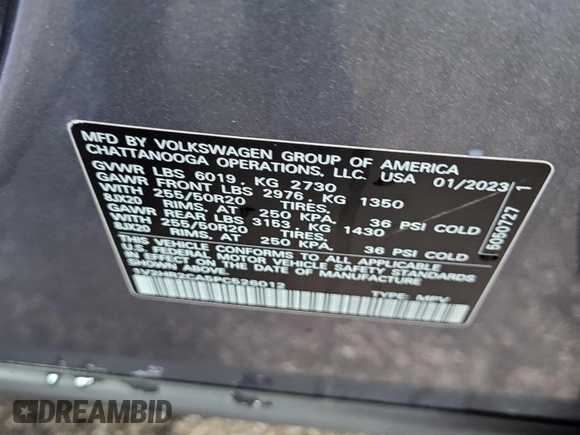 MFD BY VOLKSWAGEN GROUP OF AMERICA
CHATTANOOGA OPERATIONS, LLC. USA 01/2023
GVWR LBS 6019, KG 2730
GAWR FRONT LBS 2976, KG 1350
WITH 255/50R20 TIRES,
8JX20 RIMS, AT 250 KPA. 36 PSI COLD
GAWR REAR LBS 3153, KG 1430
WITH 255/50R20 TIRES,
8JX20 RIMS, AT 250 KPA. 36 PSI COLD
THIS VEHICLE CONFORMS TO ALL APPLICABLE
FEDERAL MOTOR VEHICLE SAFETY STANDARDS
IN EFFECT ON THE DATE OF MANUFACTURE
SHOWN ABOVE.
TYPE: MPV
5050727
1
DREAMBID